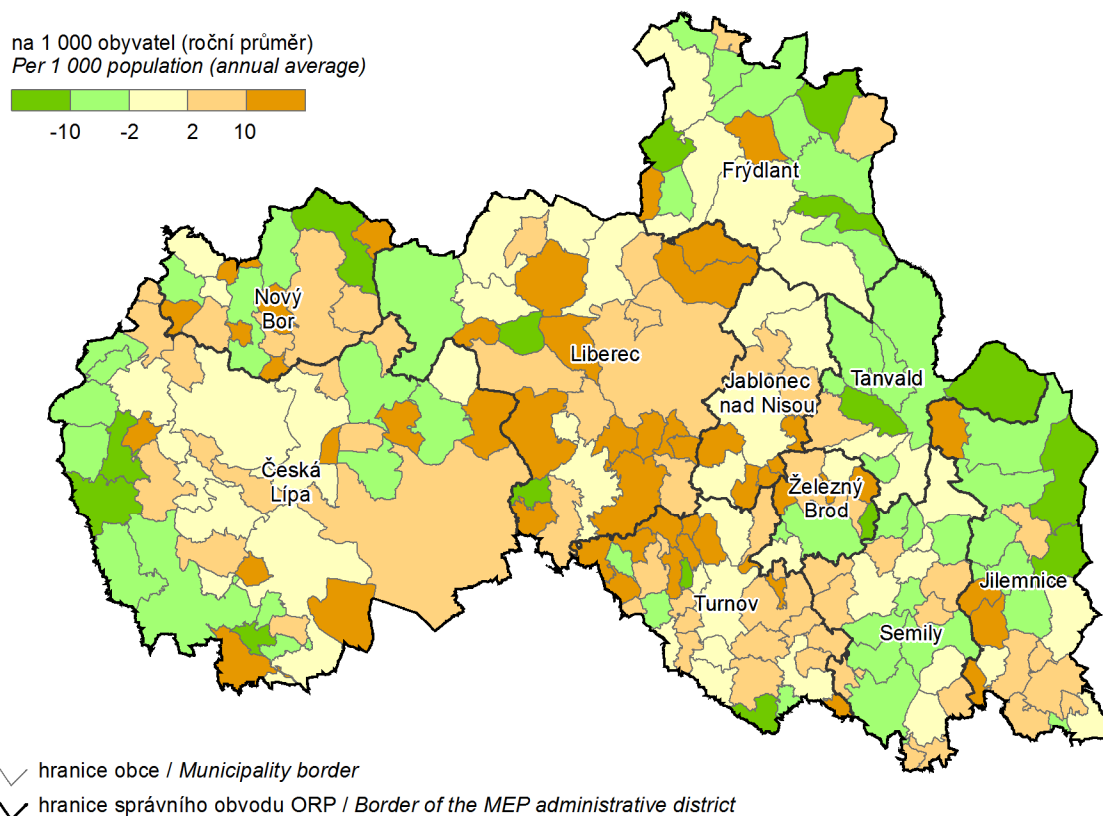 na 1 000 obyvatel (roční průměr)
Per 1 000 population (annual average)
-10 -2 2 10
Frýdlant
Nový
Bor
Liberec
Jablonec
nad Nisou
Tanvald
Česká
Lípa
Železný
Brod
Jilemnice
Turnov
Semily
hranice obce / Municipality border
hranice správního obvodu ORP / Border of the MEP administrative district